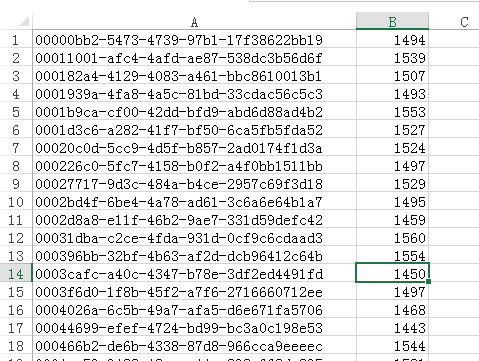 A B C
1 00000bb2-5473-4739-97b1-17f38622bb19 1494
2 00011001-afc4-4afd-ae87-538dc3b56d6f 1539
3 000182a4-4129-4083-a461-bbc8610013b1 1507
4 0001939a-4fa8-4a5c-81bd-33cdac56c5c3 1493
5 0001b9ca-cf00-42dd-bfd9-abd6d88ad4b2 1553
6 0001d3c6-a282-41f7-bf50-6ca5fb5fda52 1527
7 00020c0d-5cc9-4d5f-b857-2ad0174f1d3a 1524
8 000226c0-5fc7-4158-b0f2-a4f0bb1511bb 1497
9 00027717-9d3c-484a-b4ce-2957c69f3d18 1529
10 0002bd4f-6be4-4a78-ad61-3c6a6e64b1a7 1495
11 0002d8a8-e11f-46b2-9ae7-331d59defc42 1459
12 00031dba-c2ce-4fda-931d-0cf9c6cdaad3 1560
13 000396bb-32bf-4b63-af2d-dcb96412c64b 1554
14 0003cafc-a40c-4347-b78e-3df2ed4491fd 1450
15 0003f6d0-1f8b-45f2-a7f6-2716660712ee 1497
16 0004026a-6c5b-49a7-afa5-d6e671fa5706 1468
17 00044699-efef-4724-bd99-bc3a0c198e53 1443
18 000466b2-de6b-4338-87d8-966cca9eeeec 1544